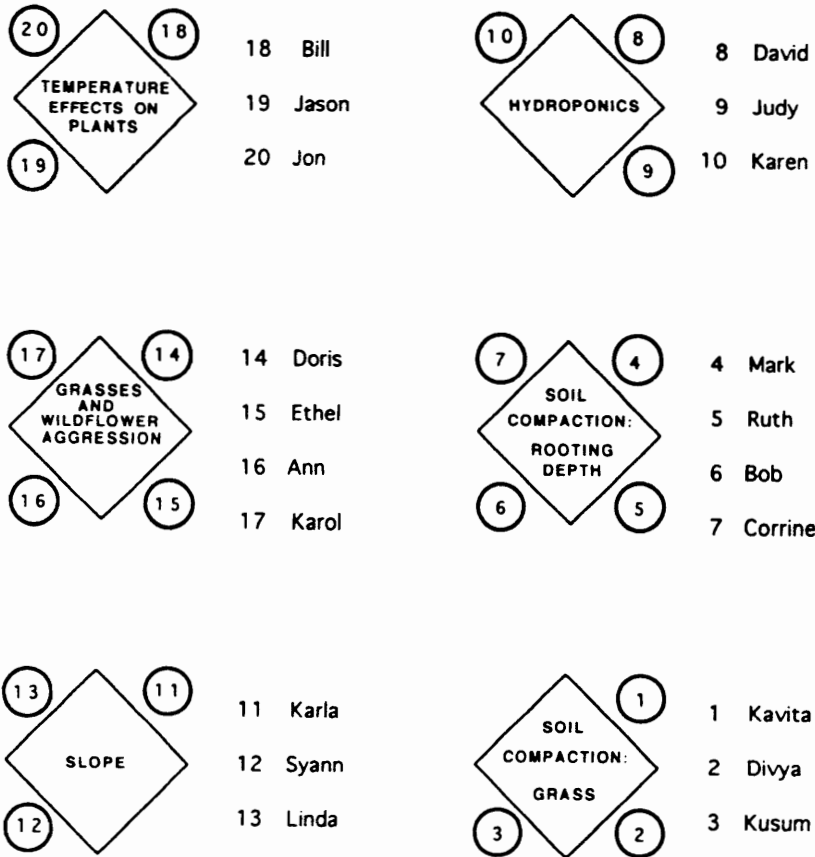 20
18
TEMPERATURE
EFFECTS ON
PLANTS
19
18 Bill
19 Jason
20 Jon
10
8
HYDROPONICS
9
8 David
9 Judy
10 Karen
17
14
GRASSES
AND
WILDFLOWER
AGGRESSION
16
15
14 Doris
15 Ethel
16 Ann
17 Karol
7
4
SOIL
COMPACTION:
ROOTING
DEPTH
6
5
4 Mark
5 Ruth
6 Bob
7 Corrine
13
11
SLOPE
12
11 Karla
12 Syann
13 Linda
1
SOIL
COMPACTION:
GRASS
3
2
1 Kavita
2 Divya
3 Kusum